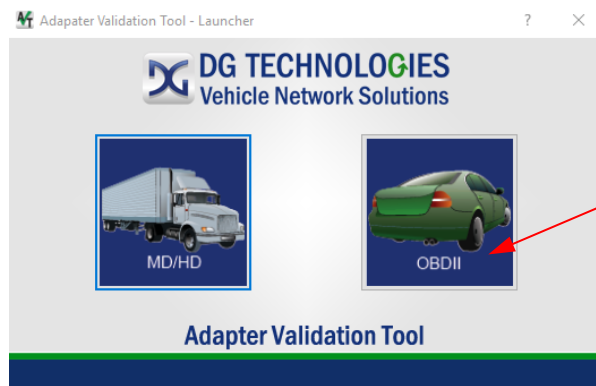 Adapater Validation Tool - Launcher
DG TECHNOLOGIES
Vehicle Network Solutions
MD/HD
OBDII
Adapter Validation Tool